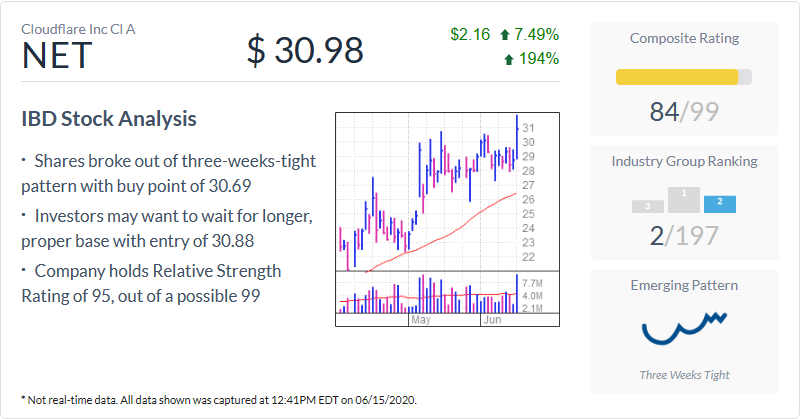 Cloudflare Inc Cl A
NET
$ 30.98
$2.16 7.49%
194%
IBD Stock Analysis
· Shares broke out of three-weeks-tight
pattern with buy point of 30.69
· Investors may want to wait for longer,
proper base with entry of 30.88
· Company holds Relative Strength
Rating of 95, out of a possible 99
31
30
29
28
27
26
25
24
23
22
7.7M
4.0M
2.1M
May
Jun
Composite Rating
84/99
Industry Group Ranking
3
1
2
2/197
Emerging Pattern
Three Weeks Tight
* Not real-time data. All data shown was captured at 12:41PM EDT on 06/15/2020.